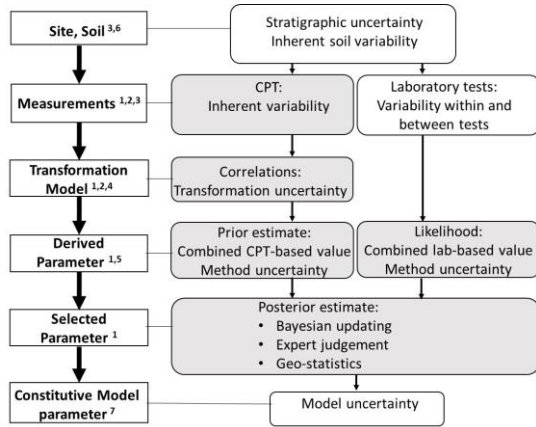 Site, Soil 3,6
Stratigraphic uncertainty
Inherent soil variability
Measurements 1,2,3
CPT:
Inherent variability
Laboratory tests:
Variability within and
between tests
Transformation
Model 1,2,4
Correlations:
Transformation uncertainty
Derived
Parameter 1,5
Prior estimate:
Combined CPT-based value
Method uncertainty
Likelihood:
Combined lab-based value
Method uncertainty
Selected
Parameter 1
Posterior estimate:
• Bayesian updating
• Expert judgement
• Geo-statistics
Constitutive Model
parameter 7
Model uncertainty